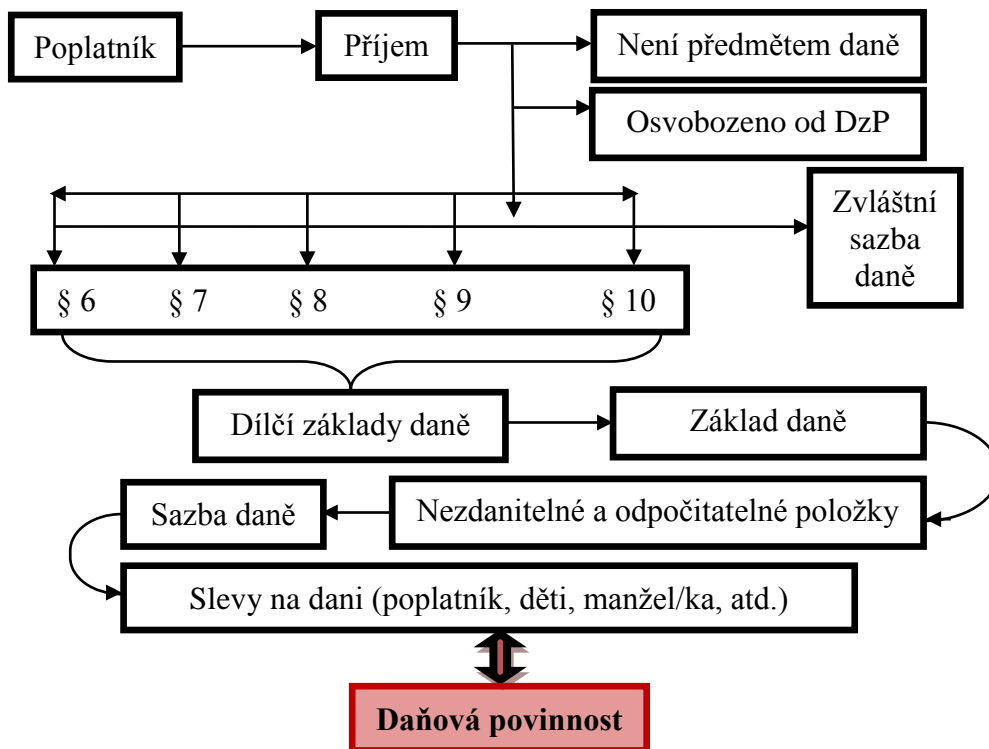 Poplatník
Příjem
Není předmětem daně
Osvobozeno od DzP
Zvláštní
sazba
daně
§ 6 § 7 § 8 § 9 § 10
Dílčí základy daně
Základ daně
Sazba daně
Nezdanitelné a odpočitatelné položky
Slevy na dani (poplatník, děti, manžel/ka, atd.)
Daňová povinnost